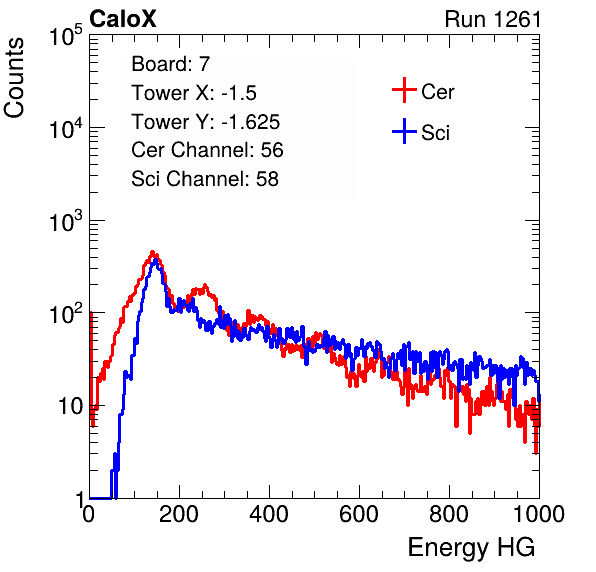 CaloX Run 1261
Counts
10^5
10^4
10^3
10^2
10
1
Board: 7
Tower X: -1.5
Tower Y: -1.625
Cer Channel: 56
Sci Channel: 58
Cer
Sci
0 200 400 600 800 1000
Energy HG